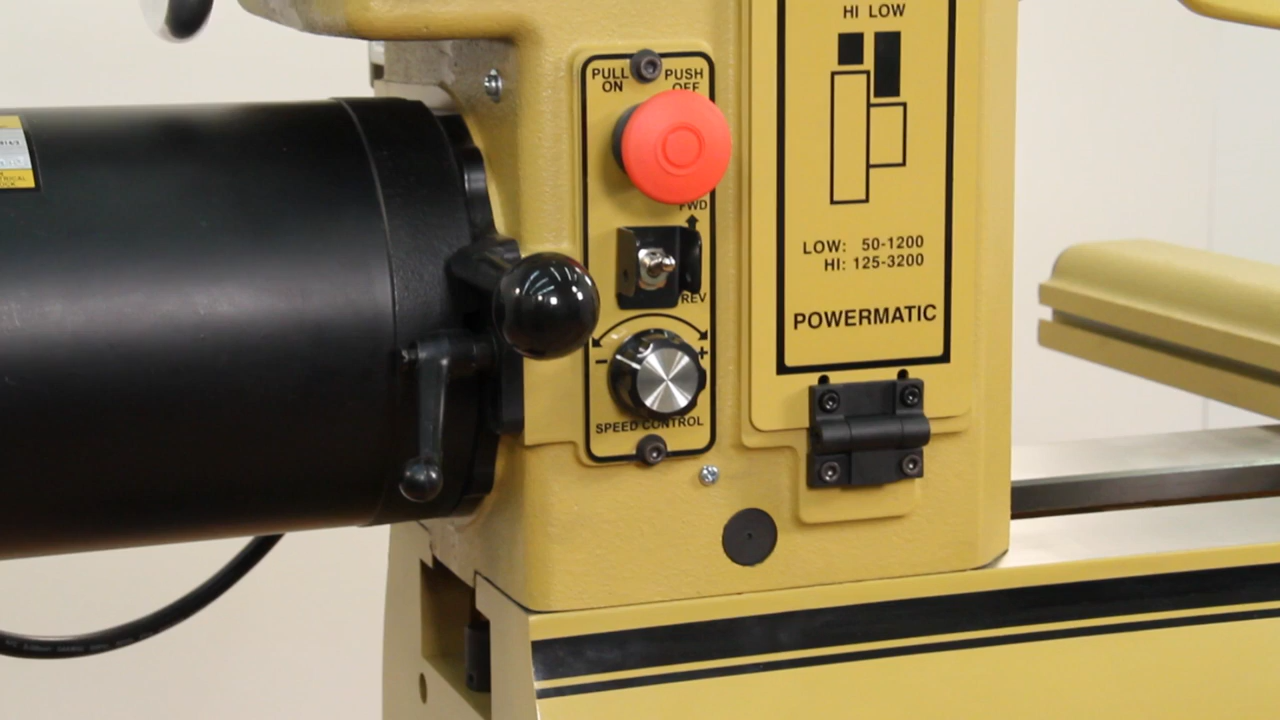 HI LOW
PULL PUSH
ON OFF
FWD
REV
- +
SPEED CONTROL
LOW: 50-1200
HI: 125-3200
POWERMATIC